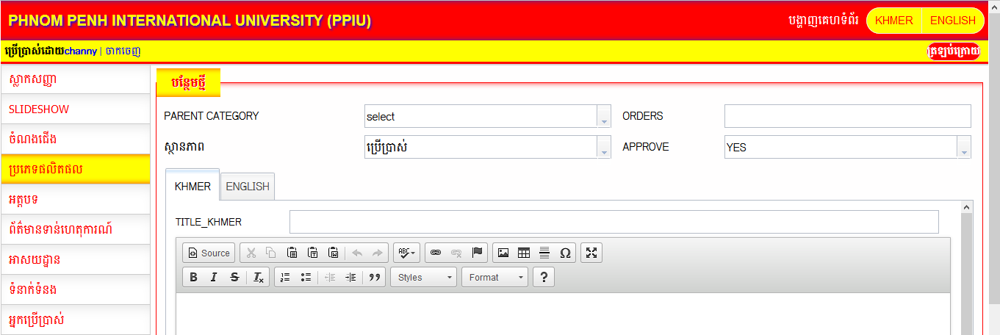 PHNOM PENH INTERNATIONAL UNIVERSITY (PPIU) បង្ហាញគេហទំព័រ KHMER ENGLISH
ប្រើប្រាស់ដោយchanny | ចាកចេញ ត្រឡប់ក្រោយ
ស្លាកសញ្ញា
SLIDESHOW
ចំណងជើង
ប្រភេទផលិតផល
អត្ថបទ
ព័ត៌មានទាន់ហេតុការណ៍
អាសយដ្ឋាន
ទំនាក់ទំនង
អ្នកប្រើប្រាស់
បន្ថែមថ្មី
PARENT CATEGORY select ORDERS
ស្ថានភាព ប្រើប្រាស់ APPROVE YES
KHMER ENGLISH
TITLE_KHMER
Source ABC
B I S Tx Styles Format ?